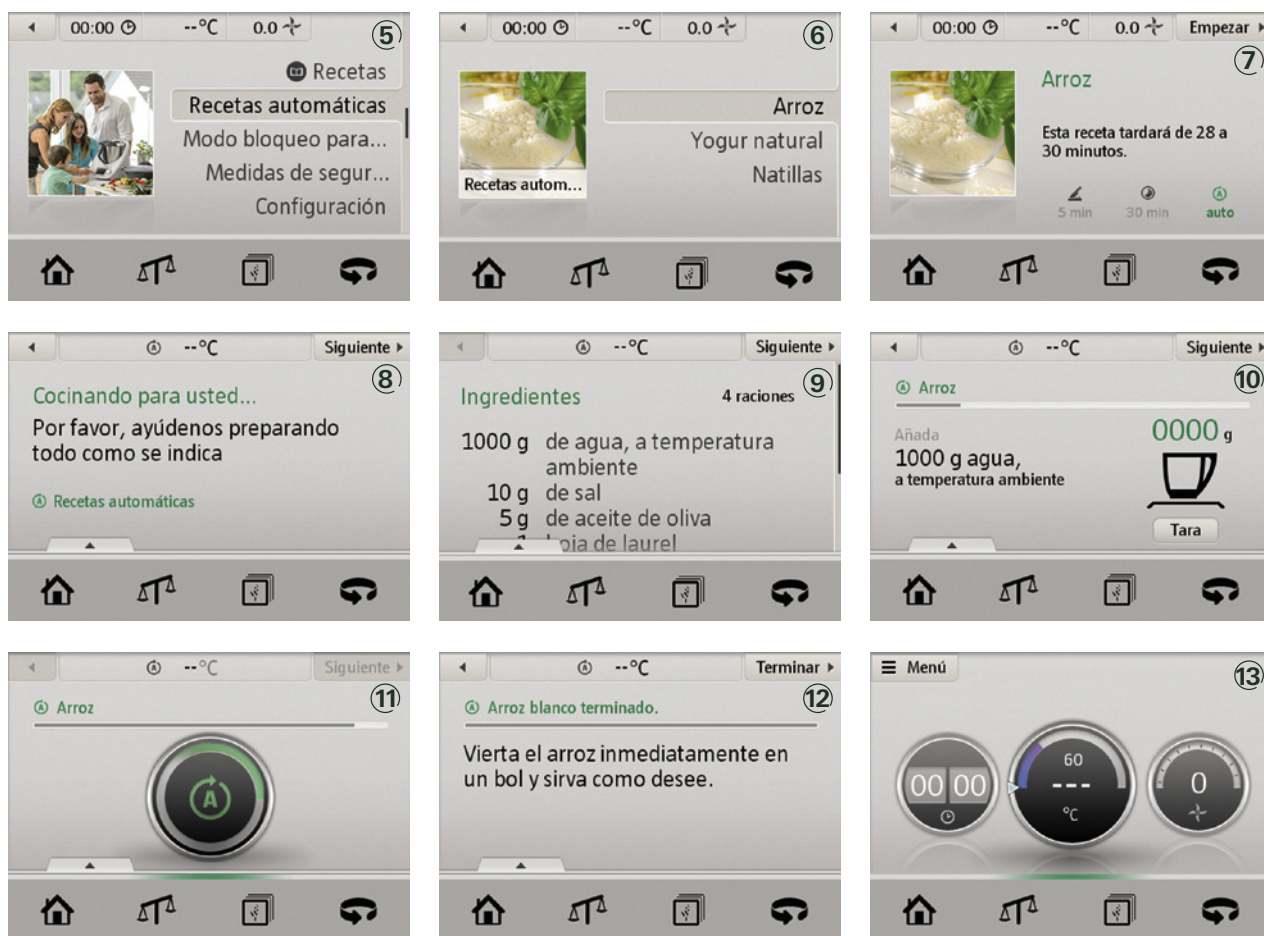 00:00 --°C 0.0 ⑤
Recetas
Recetas automáticas
Modo bloqueo para...
Medidas de segur...
Configuración
00:00 --°C 0.0 ⑥
Arroz
Yogur natural
Natillas
Recetas autom...
00:00 --°C 0.0 Empezar ⑦
Arroz
Esta receta tardará de 28 a
30 minutos.
5 min 30 min auto
--°C Siguiente ⑧
Cocinando para usted...
Por favor, ayúdenos preparando
todo como se indica
Recetas automáticas
--°C Siguiente ⑨
Ingredientes 4 raciones
1000 g de agua, a temperatura
ambiente
10 g de sal
5 g de aceite de oliva
1 hoja de laurel
--°C Siguiente ⑩
Arroz
Añada
1000 g agua,
a temperatura ambiente
0000 g
Tara
--°C Siguiente ⑪
Arroz
A
--°C Terminar ⑫
Arroz blanco terminado.
Vierta el arroz inmediatamente en
un bol y sirva como desee.
Menú ⑬
00 00
60
---
°C
0